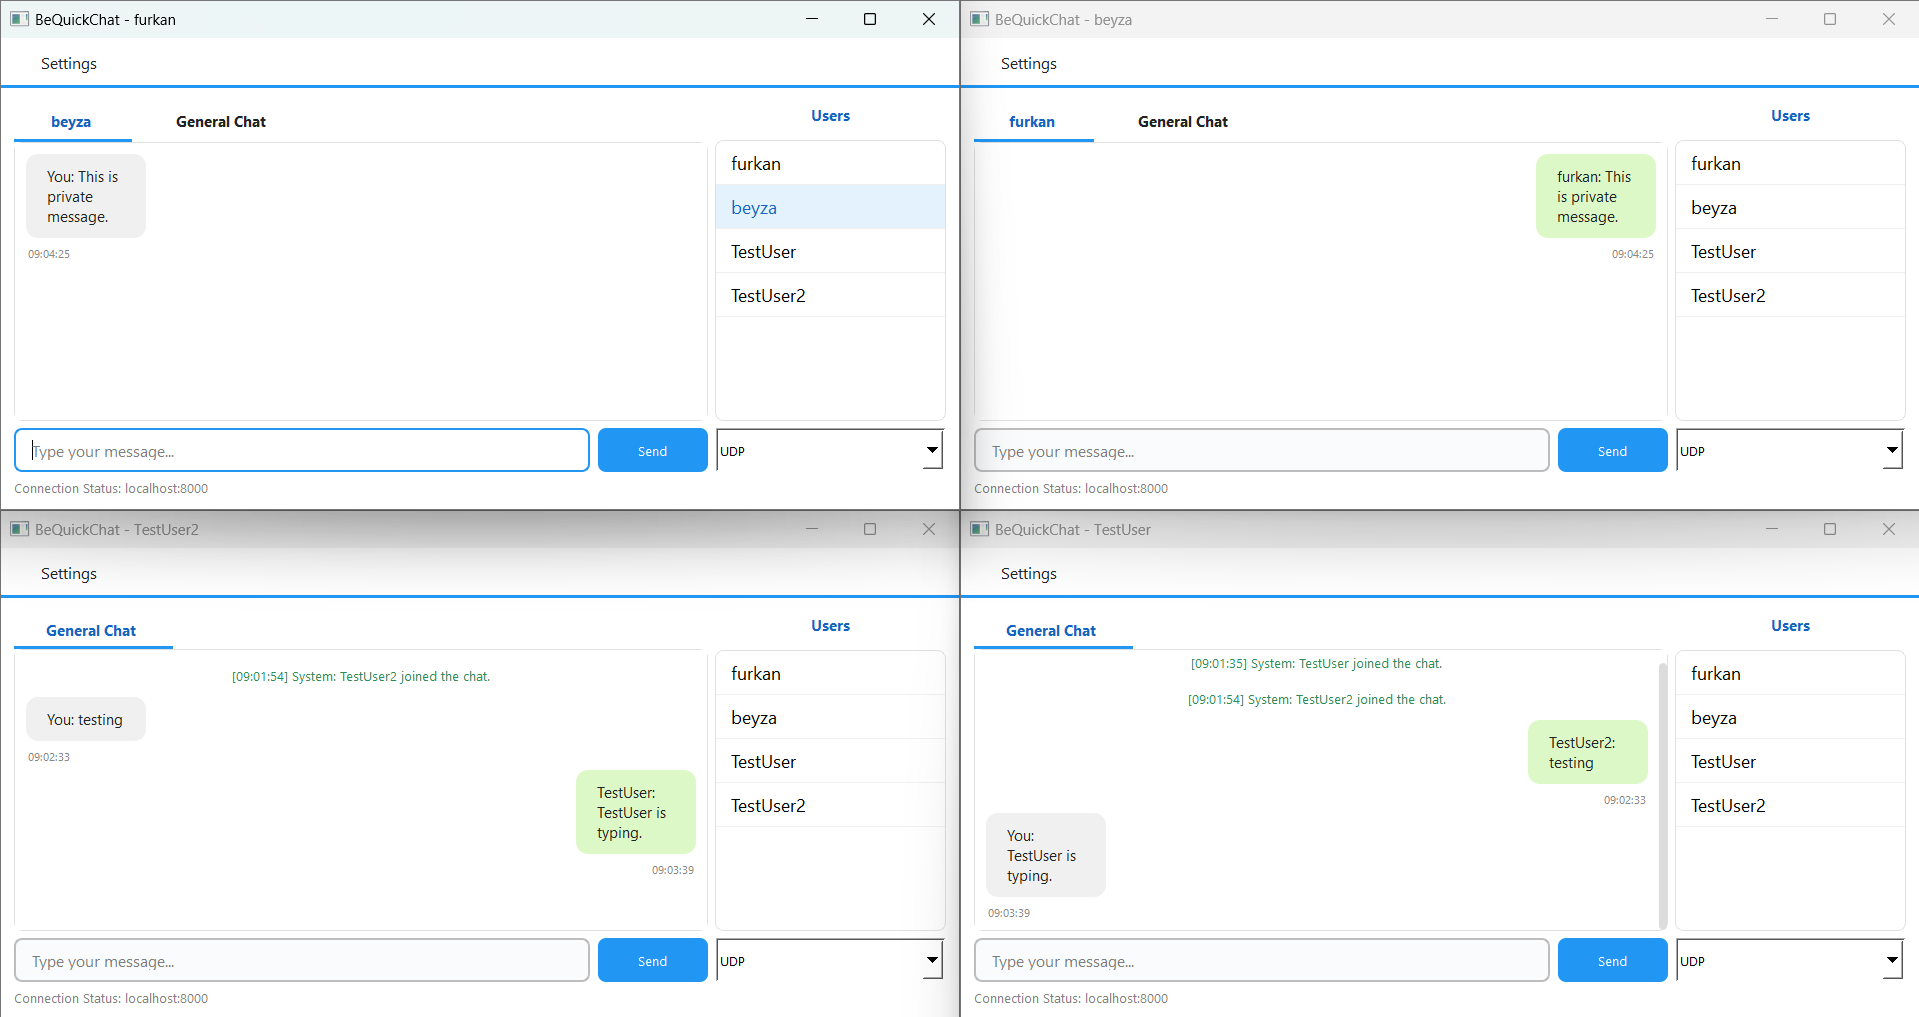 BeQuickChat - furkan
Settings
beyza
General Chat
Users
You: This is
private
message.
09:04:25
furkan
beyza
TestUser
TestUser2
Type your message...
Send
UDP
Connection Status: localhost:8000
BeQuickChat - beyza
Settings
furkan
General Chat
Users
furkan: This
is private
message.
09:04:25
furkan
beyza
TestUser
TestUser2
Type your message...
Send
UDP
Connection Status: localhost:8000
BeQuickChat - TestUser2
Settings
General Chat
Users
[09:01:54] System: TestUser2 joined the chat.
You: testing
09:02:33
TestUser:
TestUser is
typing.
09:03:39
furkan
beyza
TestUser
TestUser2
Type your message...
Send
UDP
Connection Status: localhost:8000
BeQuickChat - TestUser
Settings
General Chat
Users
[09:01:35] System: TestUser joined the chat.
[09:01:54] System: TestUser2 joined the chat.
TestUser2:
testing
09:02:33
You:
TestUser is
typing.
09:03:39
furkan
beyza
TestUser
TestUser2
Type your message...
Send
UDP
Connection Status: localhost:8000